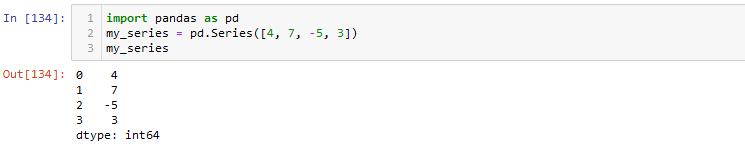 In [134]:
1 import pandas as pd
2 my_series = pd.Series([4, 7, -5, 3])
3 my_series
Out[134]:
0 4
1 7
2 -5
3 3
dtype: int64